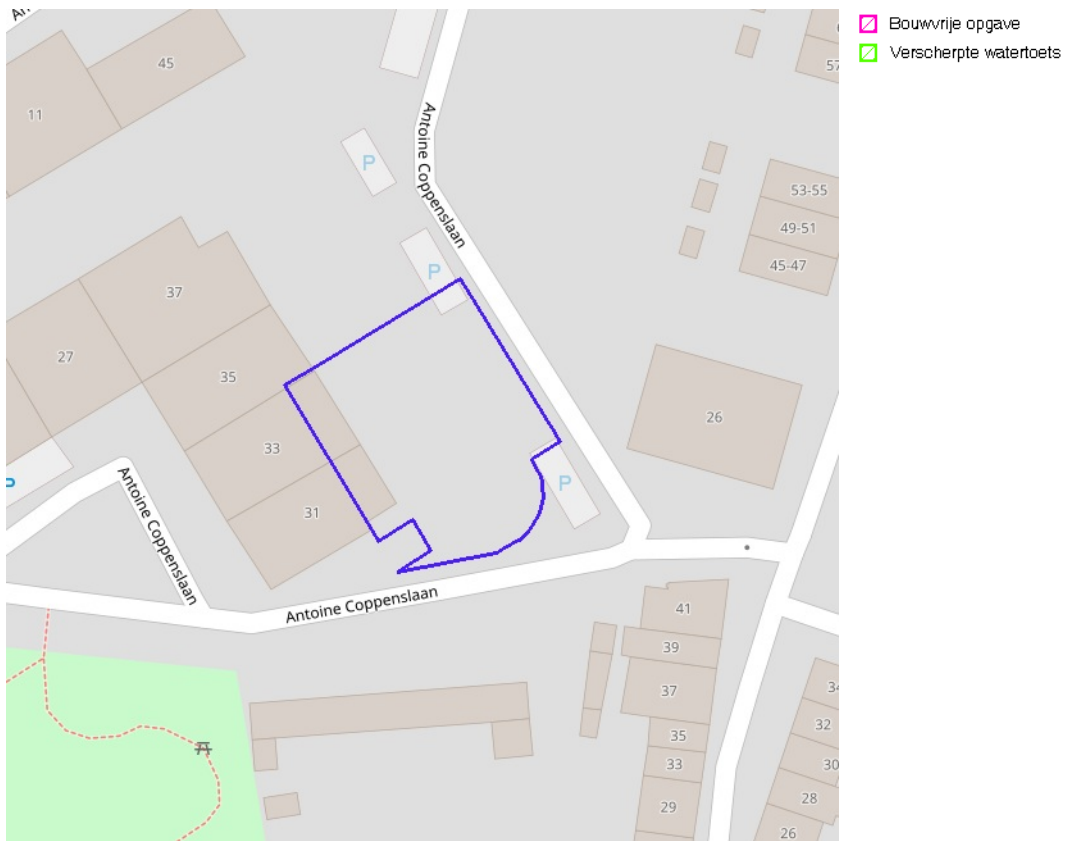 Bouwvrije opgave
Verscherpte watertoets
45
11
P
Antoine Coppenslaan
53-55
49-51
45-47
57
P
37
27
35
26
33
P
P
31
Antoine Coppenslaan
Antoine Coppenslaan
41
39
37
35
33
29
34
32
30
28
26